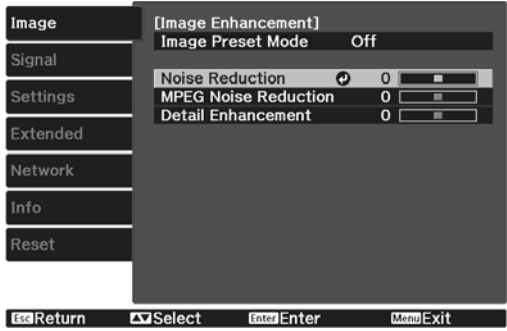 Image
Signal
Settings
Extended
Network
Info
Reset
[Image Enhancement]
Image Preset Mode Off
Noise Reduction 0
MPEG Noise Reduction 0
Detail Enhancement 0
Esc Return Select Enter Enter Menu Exit